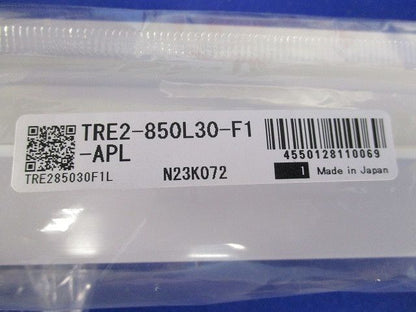 TRE2-850L30-F1
-APL
4550128110069
TRE285030F1L
N23K072
1
Made in Japan